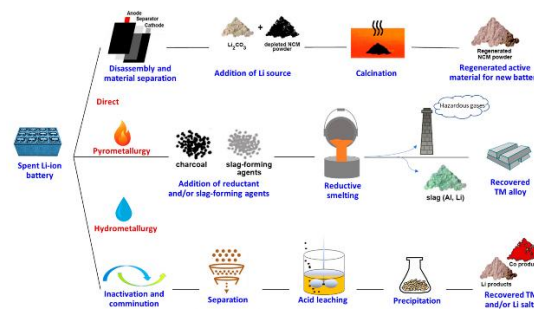 Anode
Separator
Cathode
Disassembly and
material separation
Li2CO3
+
depleted NCM
powder
Addition of Li source
Calcination
Regenerated
NCM powder
Regenerated active
material for new batter
Direct
Spent Li-ion
battery
Pyrometallurgy
charcoal
slag-forming
agents
Addition of reductant
and/or slag-forming agents
Reductive
smelting
Hazardous gases
slag (Al, Li)
Recovered
TM alloy
Hydrometallurgy
Inactivation and
comminution
Separation
Acid leaching
Precipitation
Co produ
Li products
Recovered TM
and/or Li salt